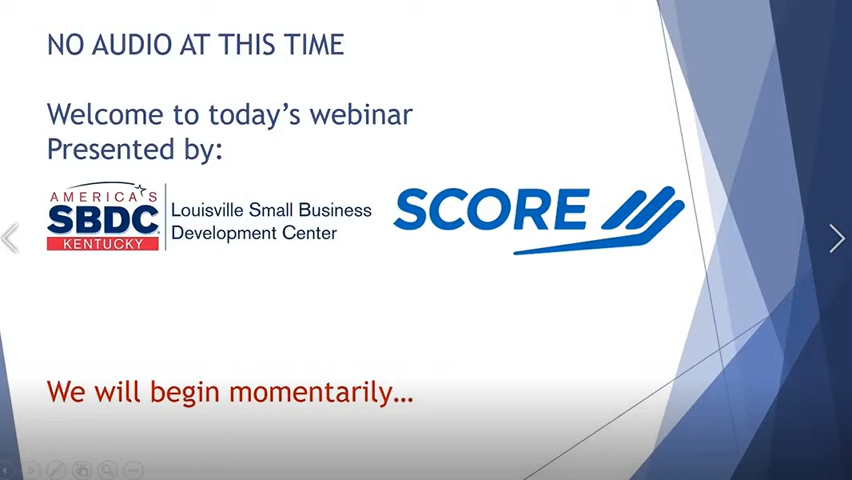 NO AUDIO AT THIS TIME
Welcome to today's webinar
Presented by:
AMERICA'S
SBDC
KENTUCKY
Louisville Small Business
Development Center
SCORE
We will begin momentarily...